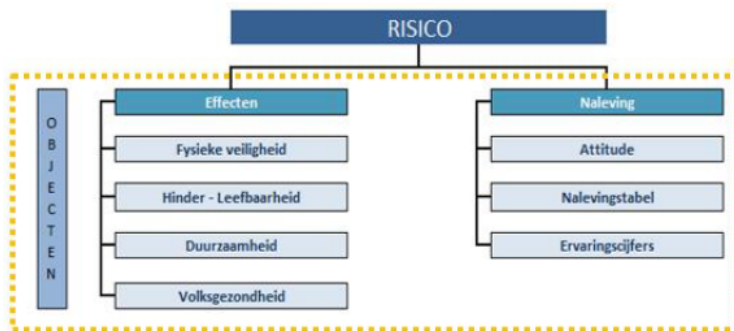 RISICO
OBJECTEN
Effecten
Fysieke veiligheid
Hinder - Leefbaarheid
Duurzaamheid
Volksgezondheid
Naleving
Attitude
Nalevingstabel
Ervaringscijfers